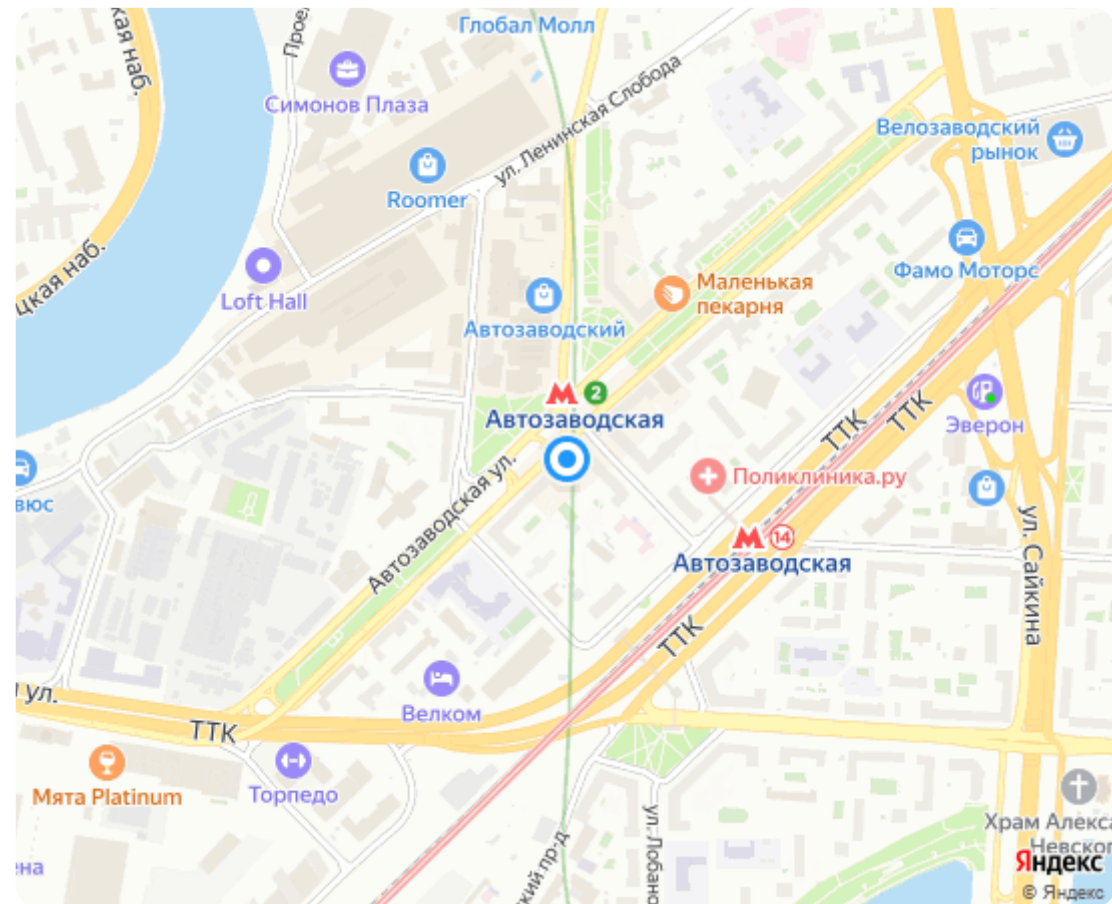 кая наб.
Прое
Глобал Молл
Симонов Плаза
ул. Ленинская Слобода
Велозаводский
рынок
Roomer
цкая наб.
Loft Hall
Маленькая
пекарня
Фамо Моторс
Автозаводский
2
Автозаводская
ТТК
ТТК
Эверон
Поликлиника.ру
вюс
Автозаводская ул.
14
Автозаводская
ул. Сайкина
ТТК
ул.
Велком
ТТК
Мята Platinum
Торпедо
ул. Лобано
ский пр-д
Храм Алекса
Невског
ена
Яндекс
© Яндекс